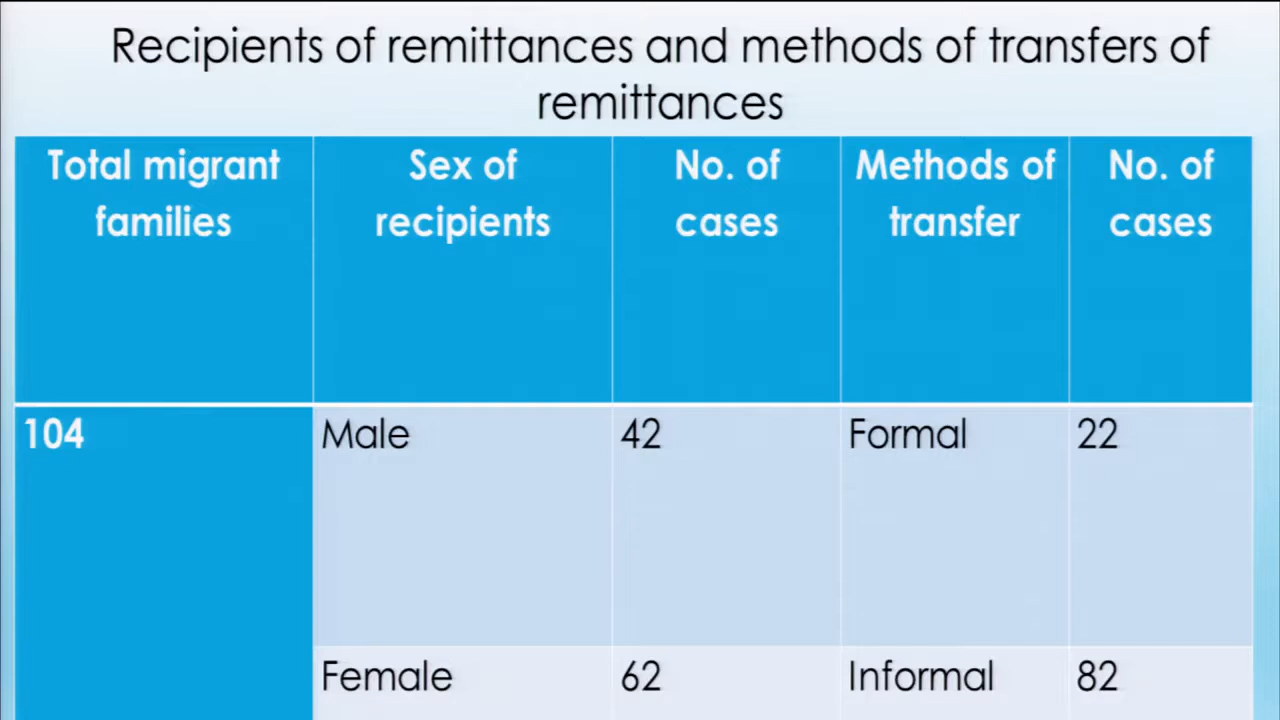 Recipients of remittances and methods of transfers of
remittances
Total migrant families
Sex of recipients
No. of cases
Methods of transfer
No. of cases
104
Male
42
Formal
22
Female
62
Informal
82